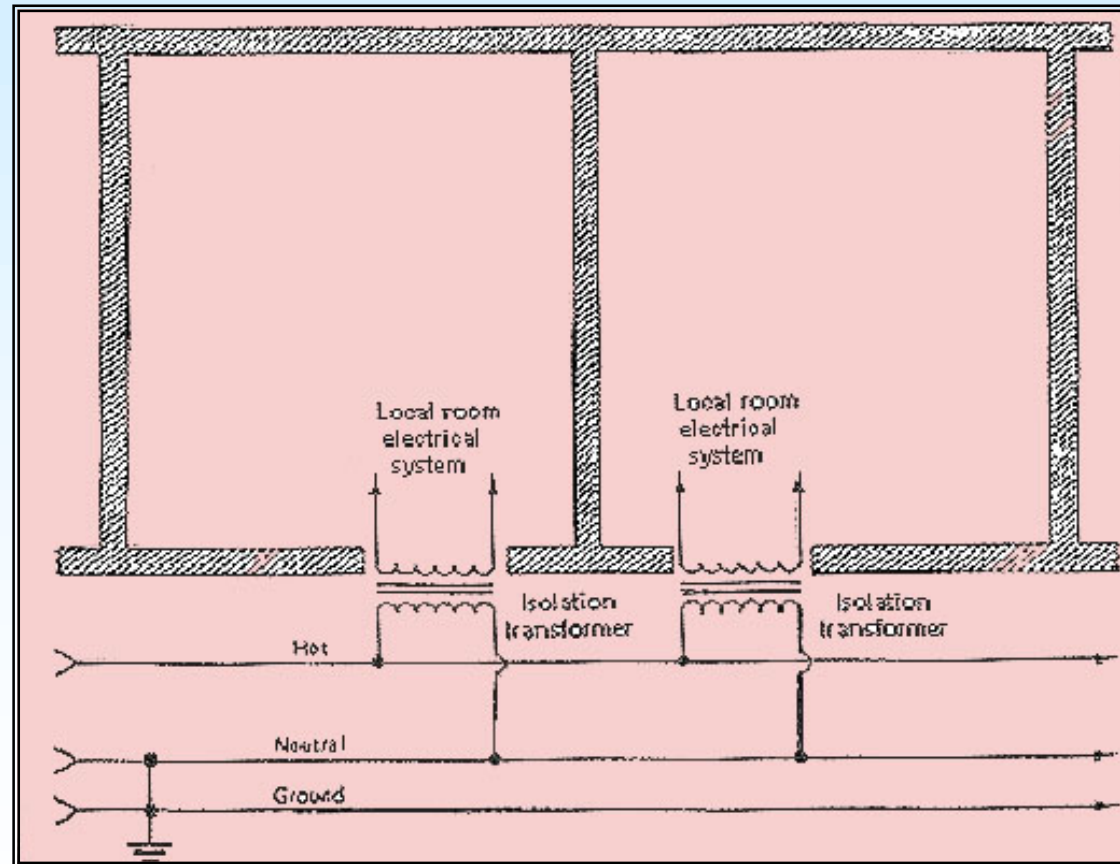 Local room
electrical
system
Local room
electrical
system
Isolation
transformer
Isolation
transformer
Hot
Neutral
Ground